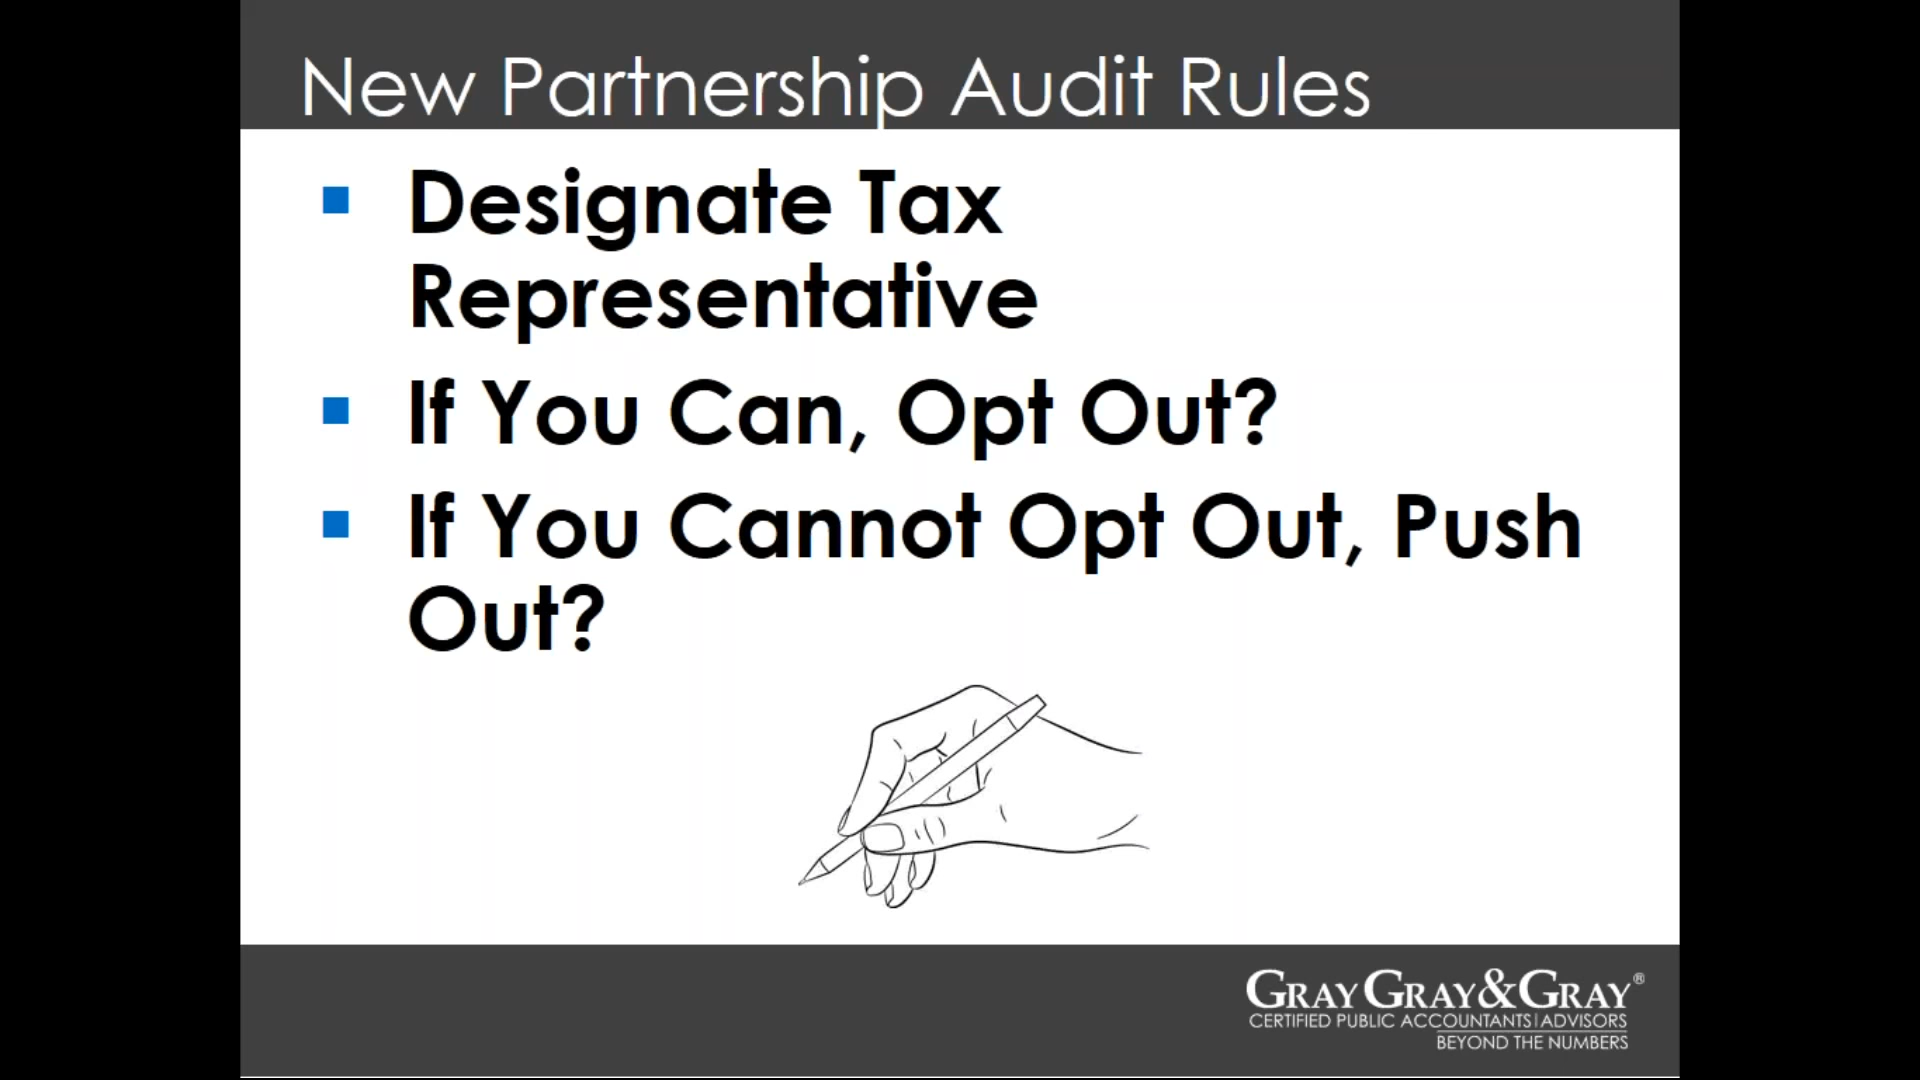 New Partnership Audit Rules
Designate Tax
Representative
If You Can, Opt Out?
If You Cannot Opt Out, Push
Out?
GRAY GRAY & GRAY®
CERTIFIED PUBLIC ACCOUNTANTS | ADVISORS
BEYOND THE NUMBERS